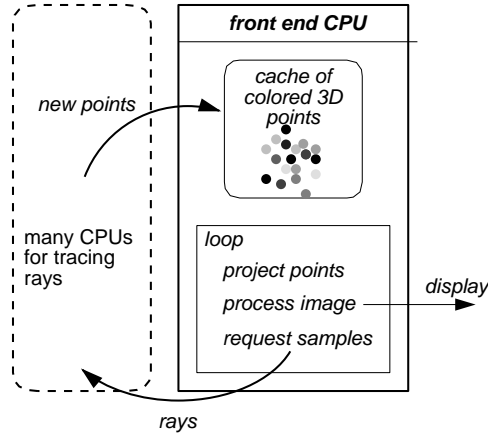 front end CPU
cache of
colored 3D
points
new points
many CPUs
for tracing
rays
loop
project points
process image
request samples
display
rays